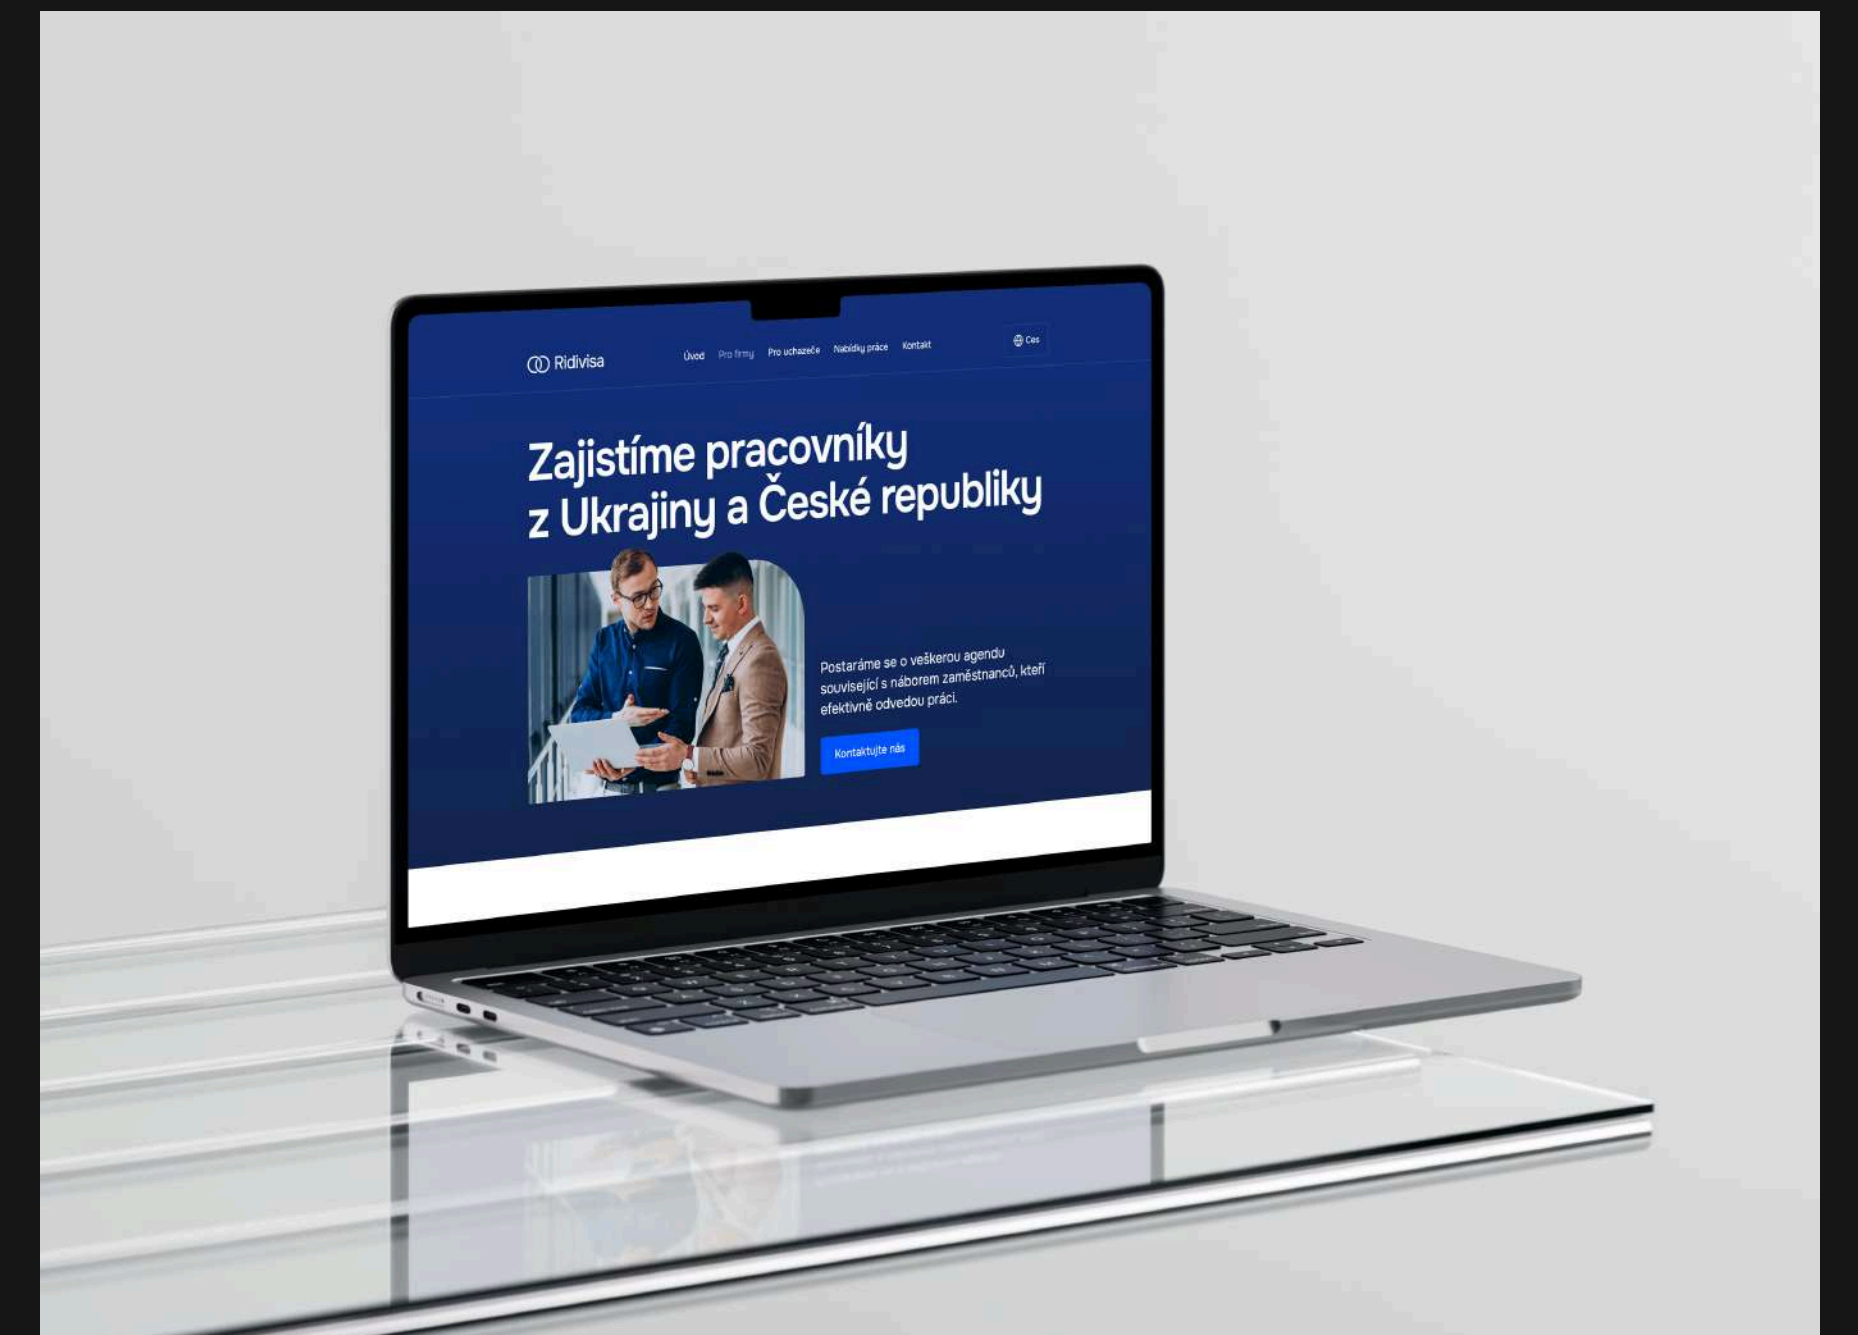 Ridivisa
Úvod Pro firmy Pro uchazeče Nabídky práce Kontakt
Ces
Zajistíme pracovníky
z Ukrajiny a České republiky
Postaráme se o veškerou agendu
související s náborem zaměstnanců, kteří
efektivně odvedou práci.
Kontaktujte nás